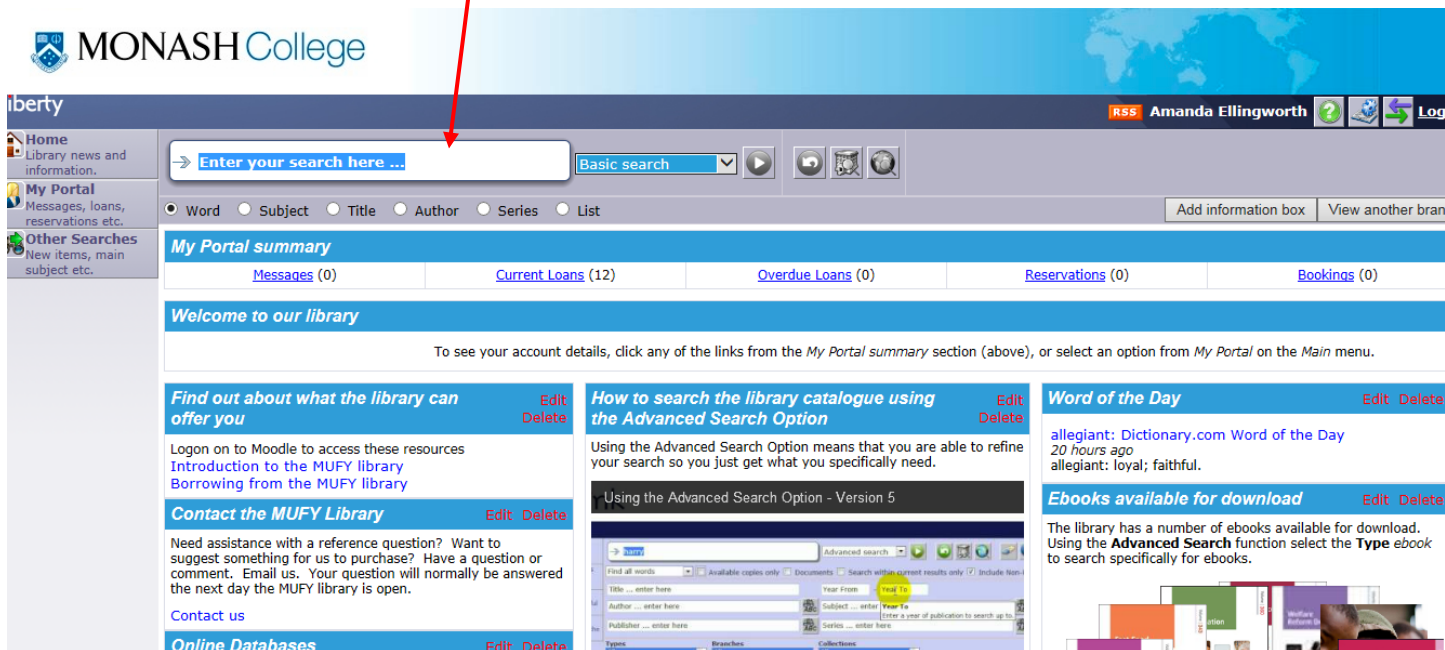 MONASH College
iberty
RSS Amanda Ellingworth Log
Home
Library news and
information.
My Portal
Messages, loans,
reservations etc.
Other Searches
New items, main
subject etc.
Enter your search here ...
Basic search
Word Subject Title Author Series List
Add information box View another bran
My Portal summary
Messages (0) Current Loans (12) Overdue Loans (0) Reservations (0) Bookings (0)
Welcome to our library
To see your account details, click any of the links from the My Portal summary section (above), or select an option from My Portal on the Main menu.
Find out about what the library can
offer you
Edit
Delete
Logon on to Moodle to access these resources
Introduction to the MUFY library
Borrowing from the MUFY library
Contact the MUFY Library Edit Delete
Need assistance with a reference question? Want to
suggest something for us to purchase? Have a question or
comment. Email us. Your question will normally be answered
the next day the MUFY library is open.
Contact us
Online Databases Edit Delete
How to search the library catalogue using
the Advanced Search Option
Edit
Delete
Using the Advanced Search Option means that you are able to refine
your search so you just get what you specifically need.
Using the Advanced Search Option - Version 5
harry
Advanced search
Find all words Available copies only Documents Search within current results only Include Non-
Title ... enter here Year From Year To
Author ... enter here Subject ... enter Year To
Enter a year of publication to search up to.
Publisher ... enter here Series ... enter here
Types Branches Collections
Word of the Day Edit Delete
allegiant: Dictionary.com Word of the Day
20 hours ago
allegiant: loyal; faithful.
Ebooks available for download Edit Delete
The library has a number of ebooks available for download.
Using the Advanced Search function select the Type ebook
to search specifically for ebooks.
Welfare